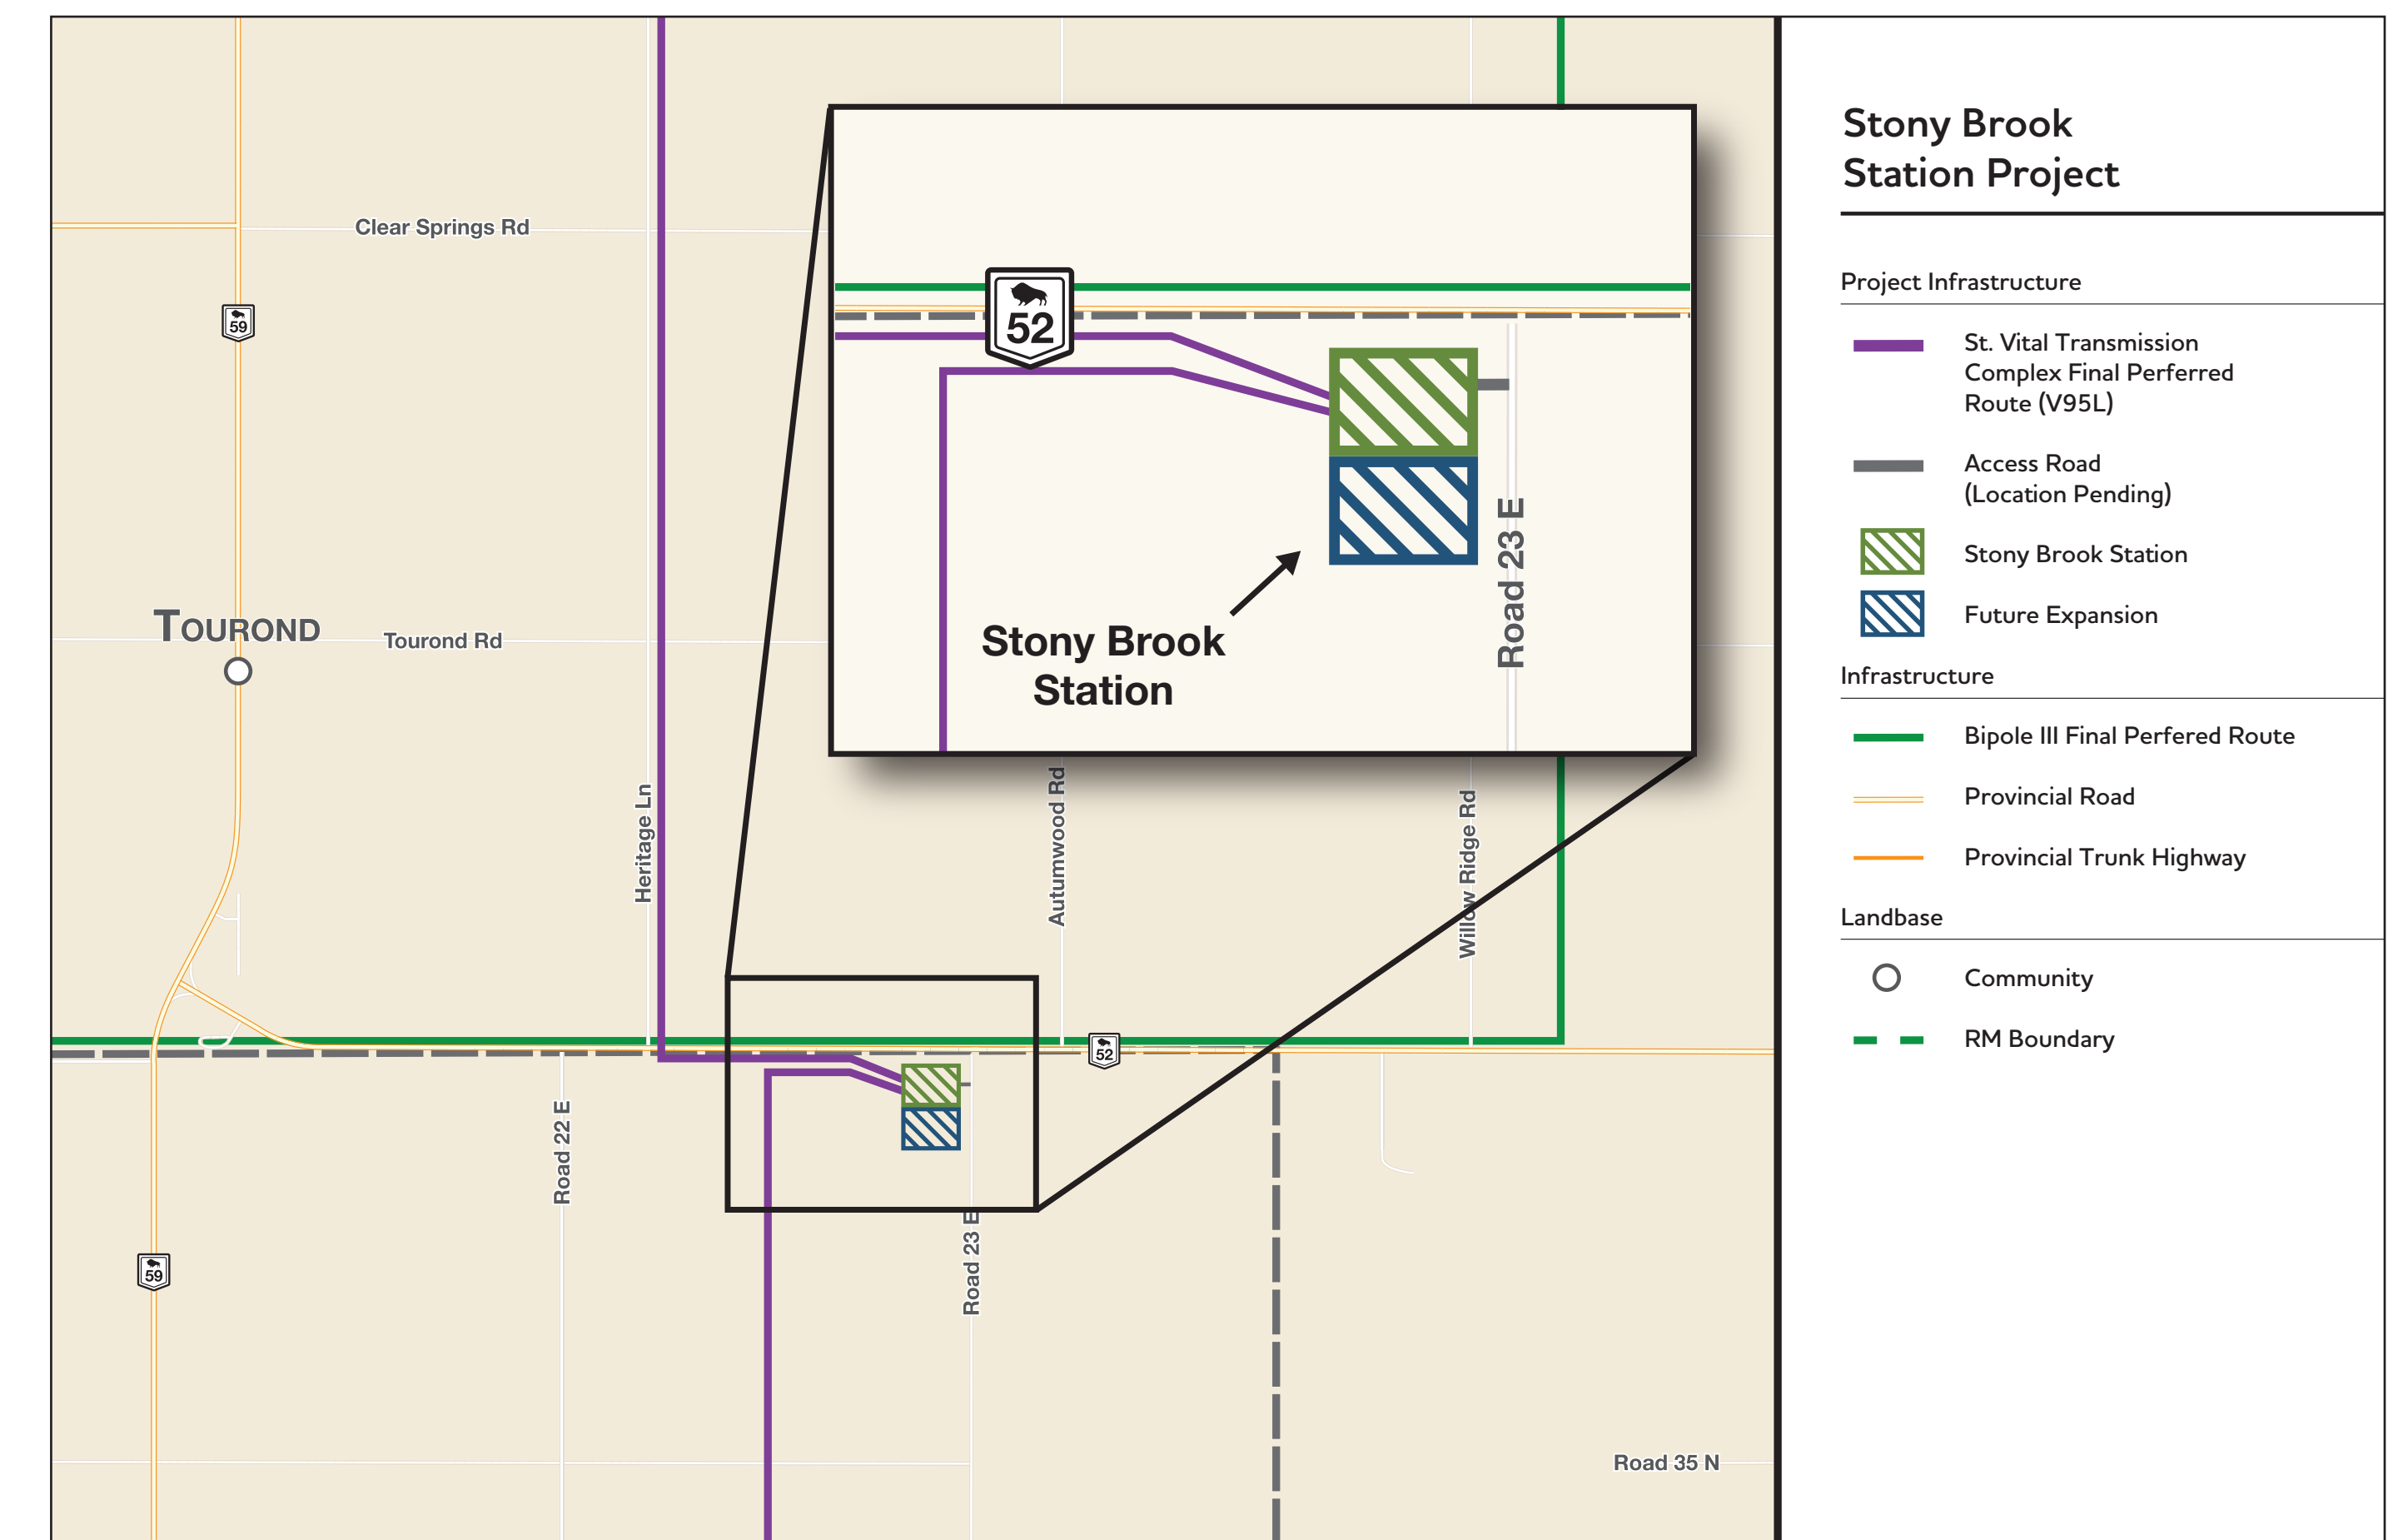 Clear Springs Rd
59
52
TOUROND
Tourond Rd
Stony Brook
Station
Road 23 E
Heritage Ln
Autumwood Rd
Willow Ridge Rd
52
Road 22 E
Road 23 E
59
Road 35 N
Stony Brook
Station Project
Project Infrastructure
St. Vital Transmission
Complex Final Perferred
Route (V95L)
Access Road
(Location Pending)
Stony Brook Station
Future Expansion
Infrastructure
Bipole III Final Perfered Route
Provincial Road
Provincial Trunk Highway
Landbase
Community
RM Boundary